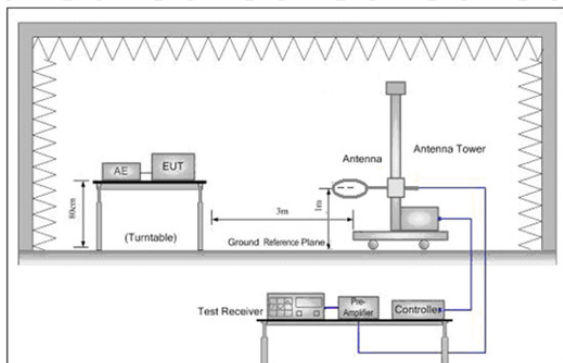 AE
EUT
80cm
(Turntable)
3m
1m
Ground Reference Plane
Antenna
Antenna Tower
Test Receiver
Pre-
Amplifier
Controller